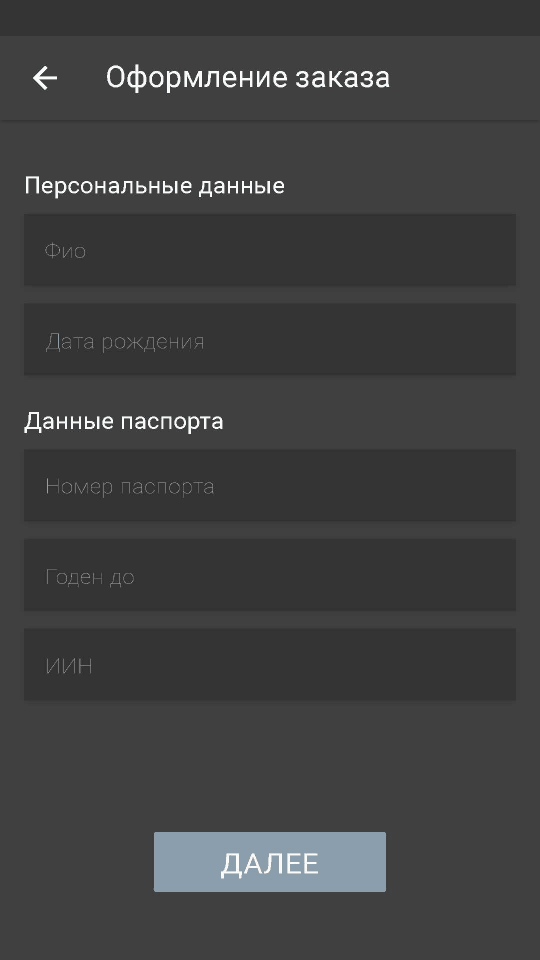 Оформление заказа
Персональные данные
Фио
Дата рождения
Данные паспорта
Номер паспорта
Годен до
ИИН
ДАЛЕЕ